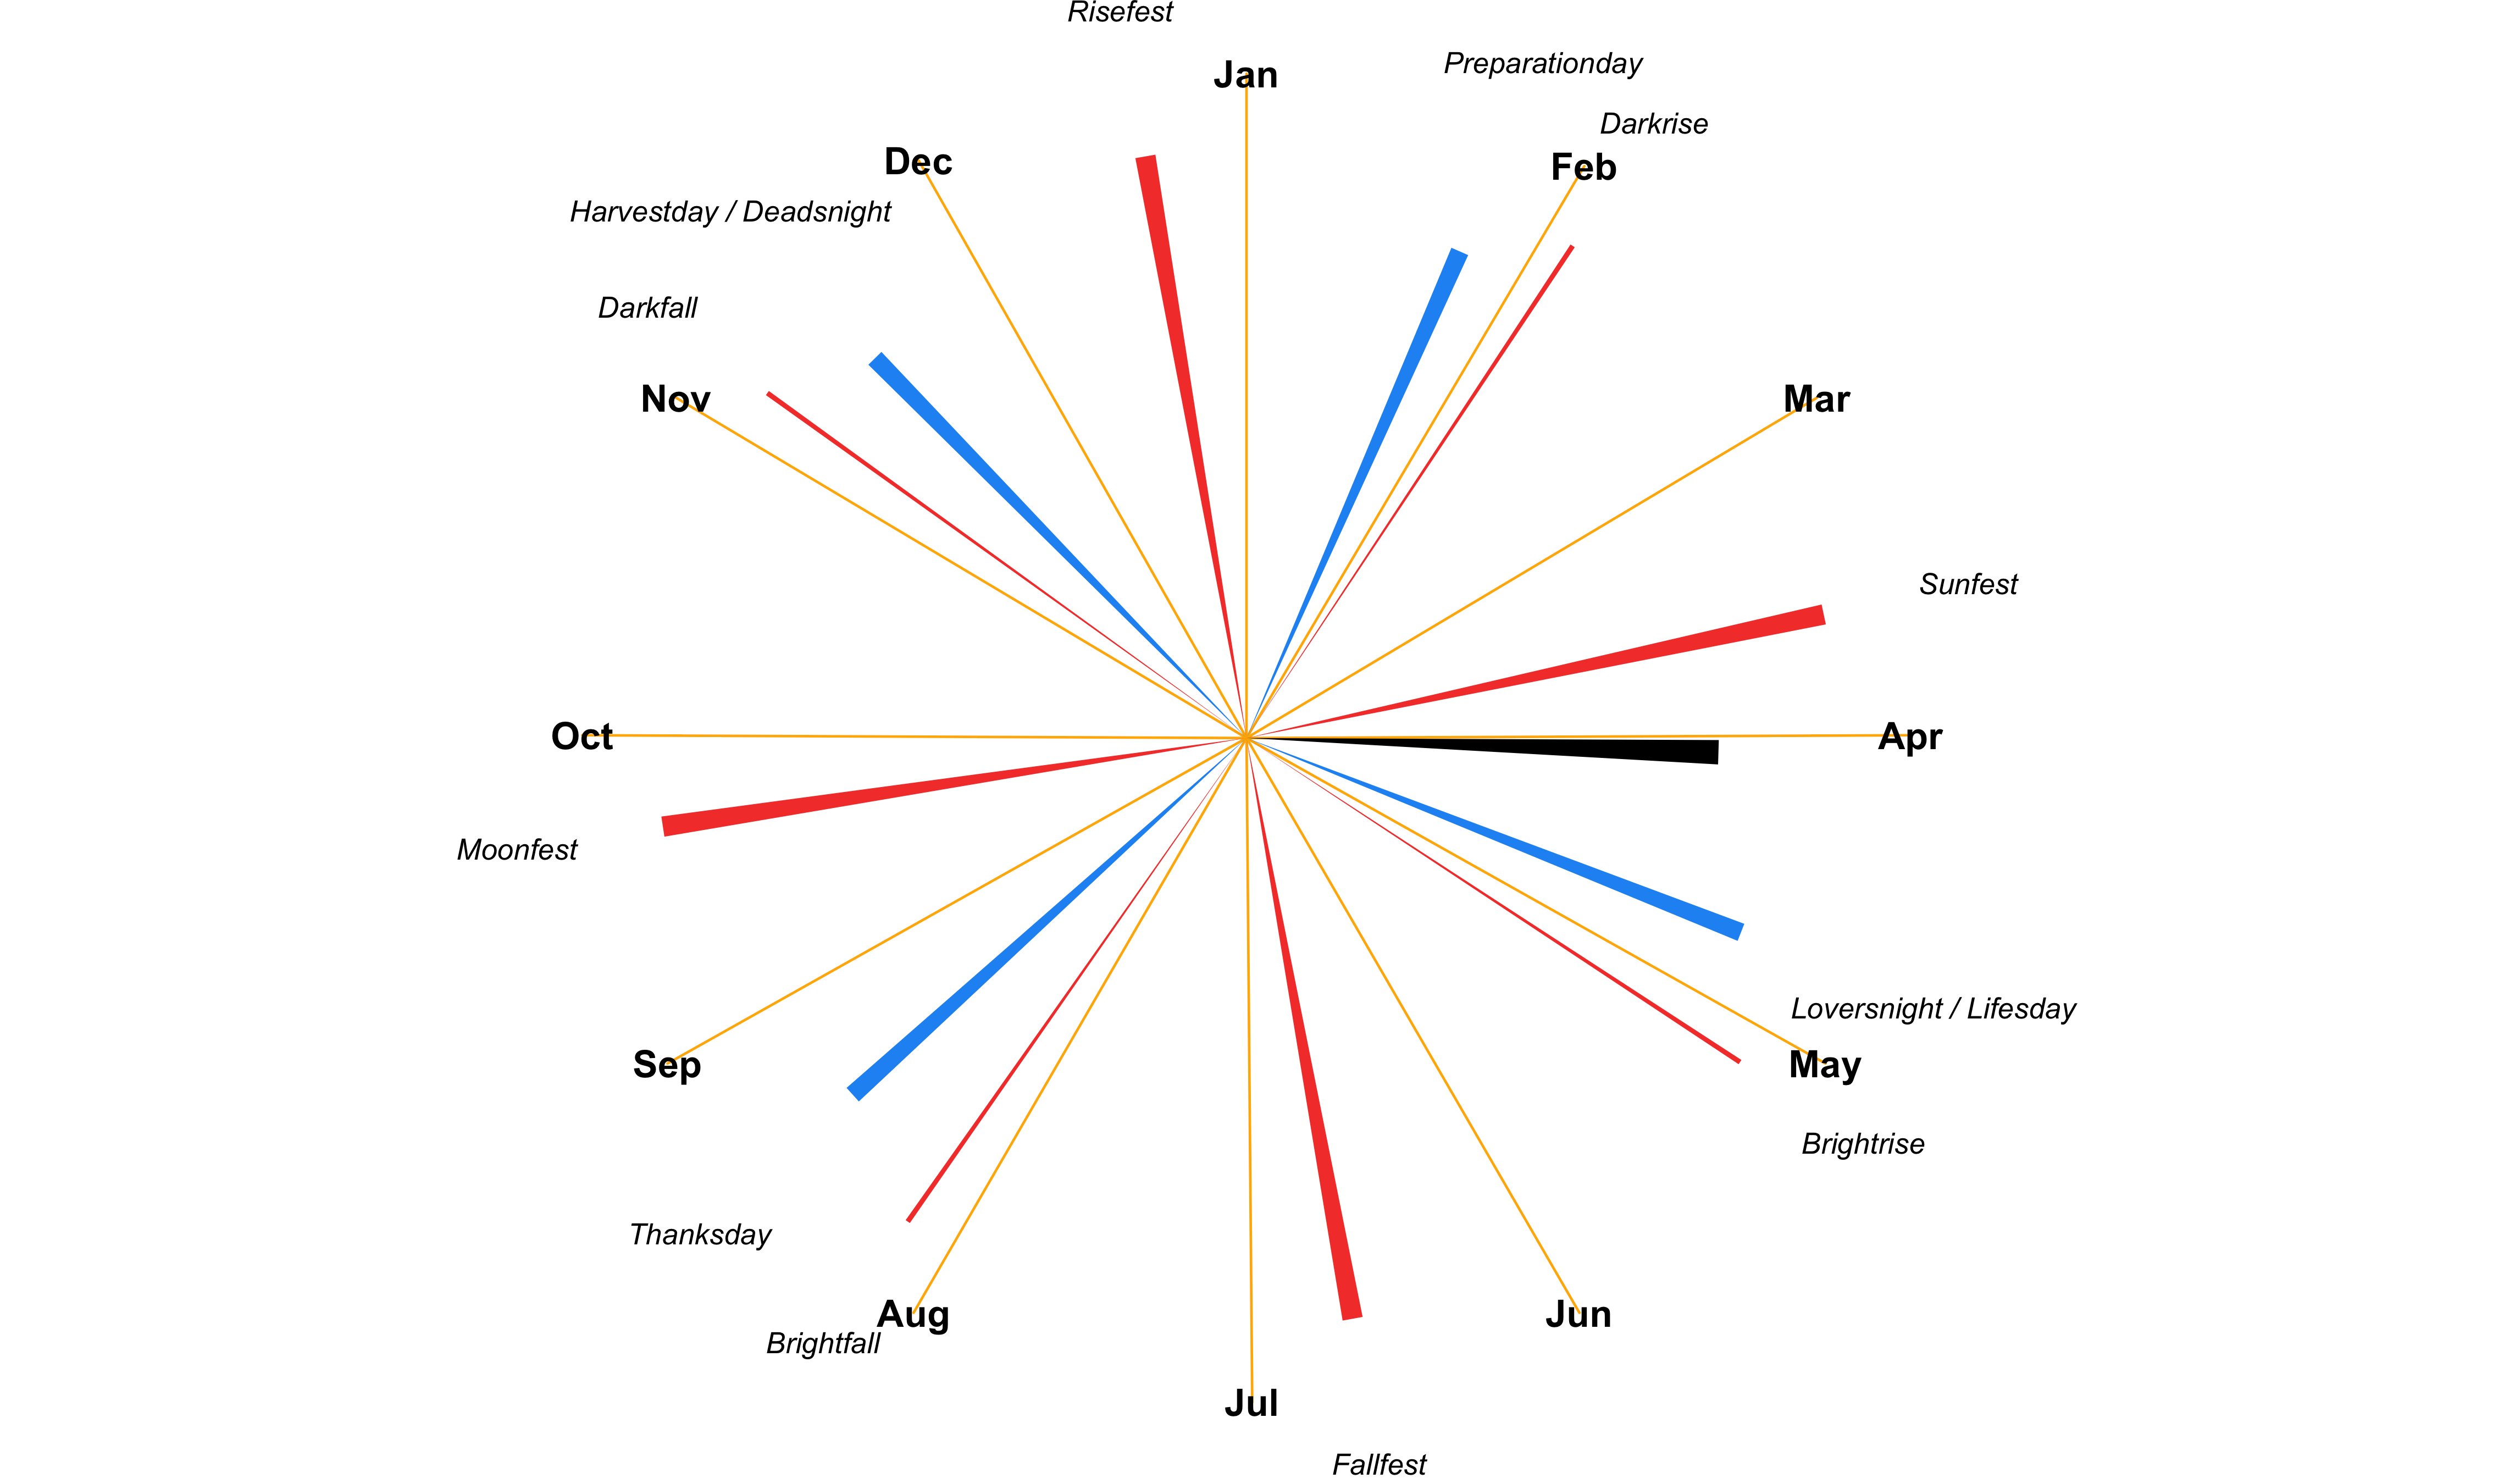 Risefest
Preparationday
Jan
Darkrise
Dec
Feb
Harvestday / Deadsnight
Darkfall
Nov
Mar
Sunfest
Oct
Apr
Moonfest
Loversnight / Lifesday
Sep
May
Brightrise
Thanksday
Aug
Jun
Brightfall
Jul
Fallfest